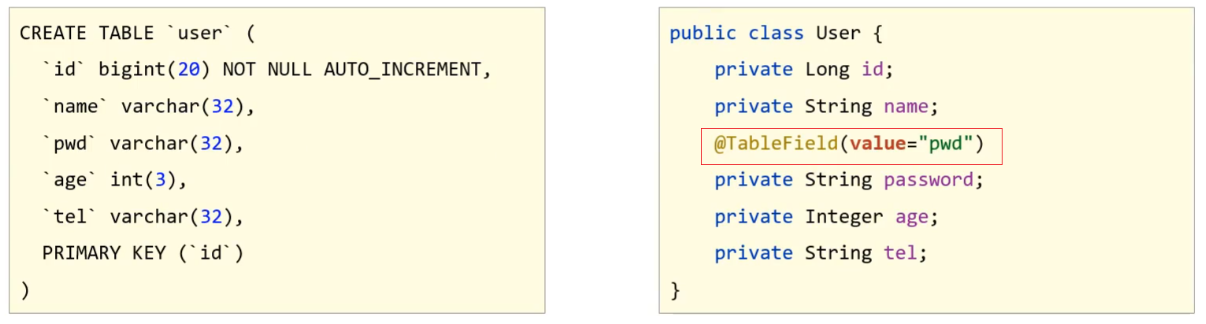 CREATE TABLE `user` (
`id` bigint(20) NOT NULL AUTO_INCREMENT,
`name` varchar(32),
`pwd` varchar(32),
`age` int(3),
`tel` varchar(32),
PRIMARY KEY (`id`)
)
public class User {
private Long id;
private String name;
@TableField(value="pwd")
private String password;
private Integer age;
private String tel;
}